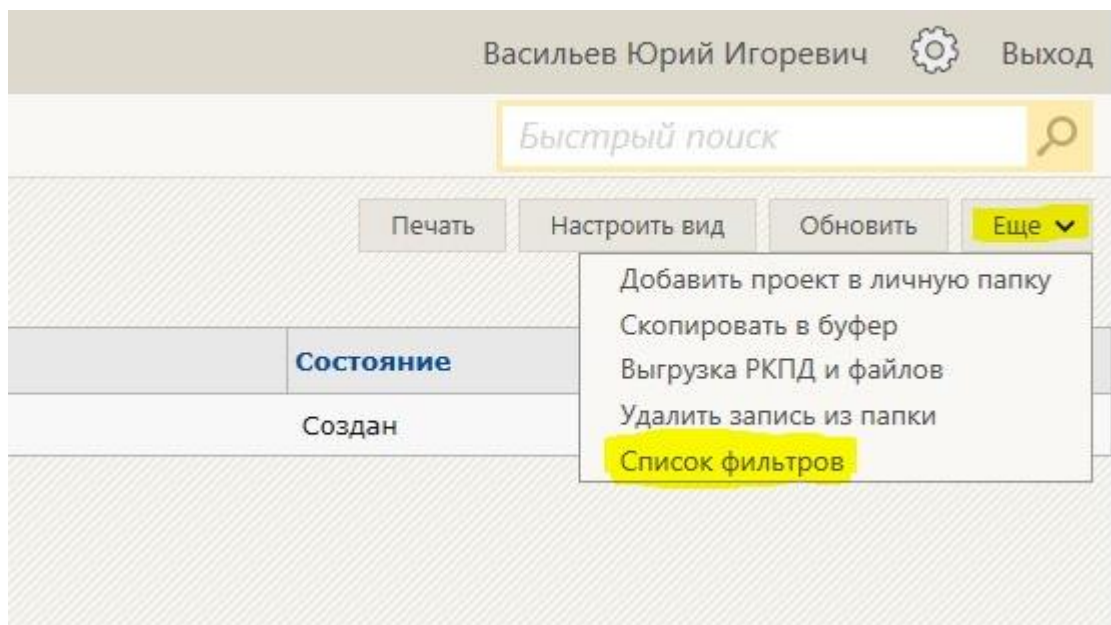 Васильев Юрий Игоревич Выход
Быстрый поиск
Печать Настроить вид Обновить Еще
Добавить проект в личную папку
Скопировать в буфер
Состояние
Выгрузка РКПД и файлов
Удалить запись из папки
Создан
Список фильтров